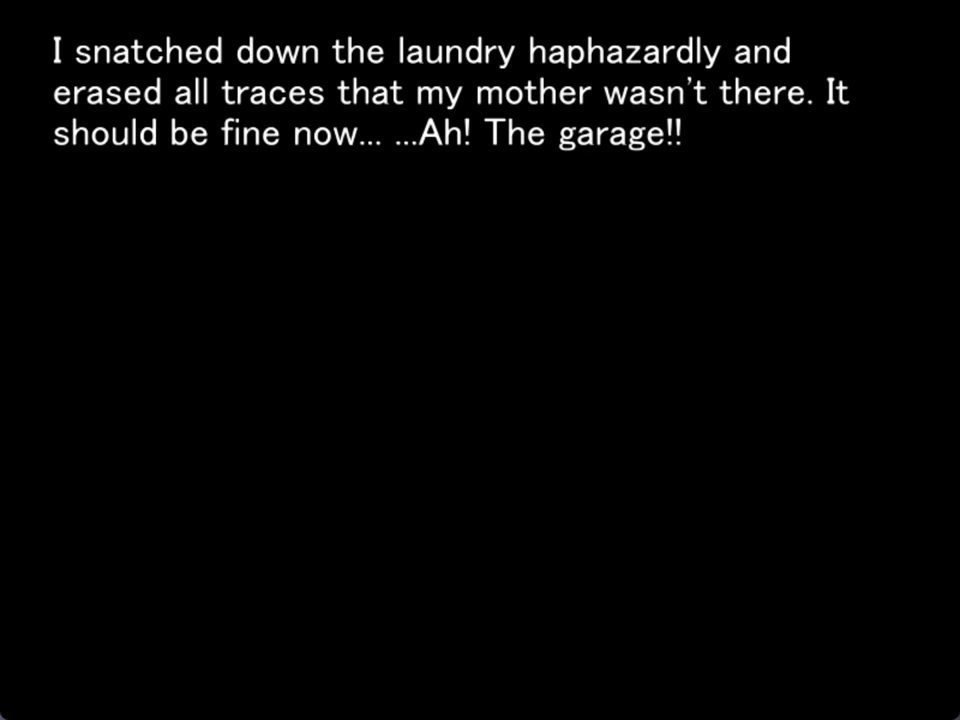 I snatched down the laundry haphazardly and
erased all traces that my mother wasn't there. It
should be fine now... ...Ah! The garage!!